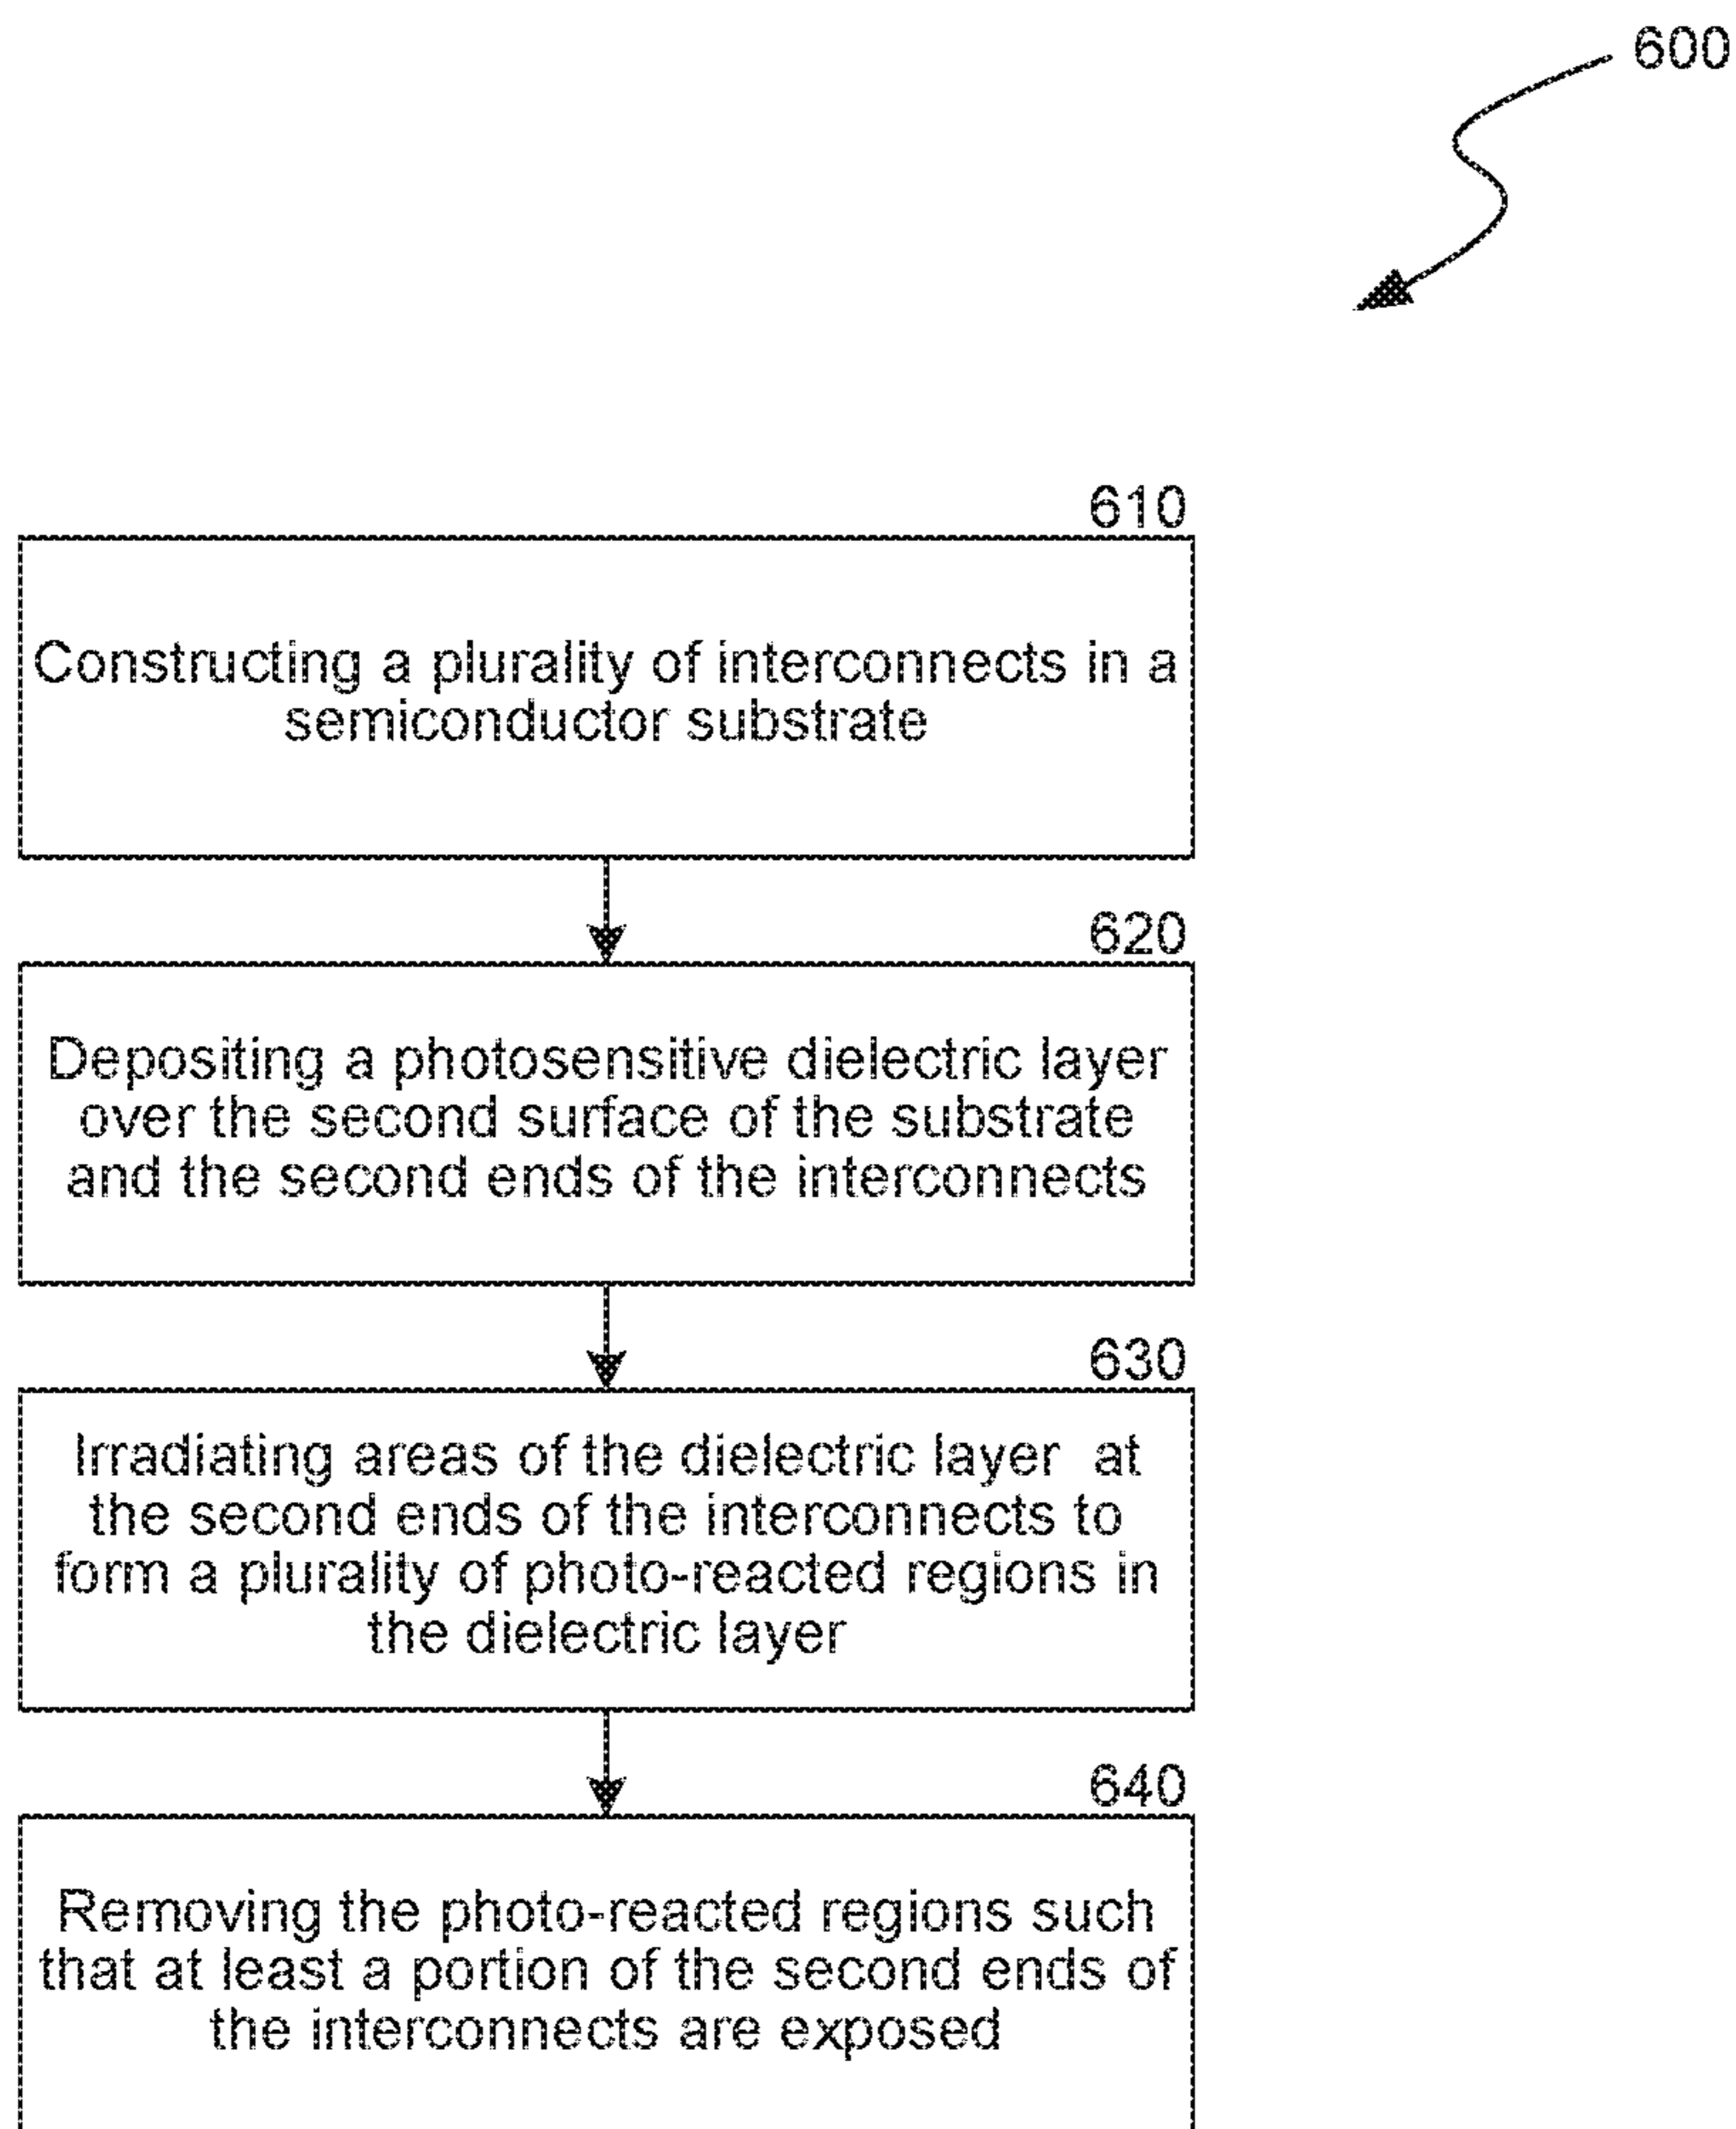 600
610
Constructing a plurality of interconnects in a
semiconductor substrate
620
Depositing a photosensitive dielectric layer
over the second surface of the substrate
and the second ends of the interconnects
630
Irradiating areas of the dielectric layer at
the second ends of the interconnects to
form a plurality of photo-reacted regions in
the dielectric layer
640
Removing the photo-reacted regions such
that at least a portion of the second ends of
the interconnects are exposed